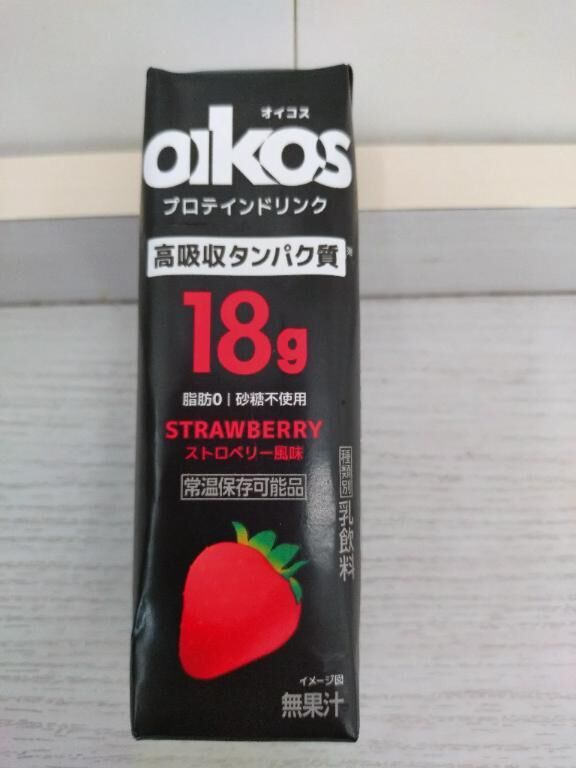 オイコス
oikos
プロテインドリンク
高吸収タンパク質※
18g
脂肪0 | 砂糖不使用
STRAWBERRY
ストロベリー風味
常温保存可能品
種類別 乳飲料
イメージ図
無果汁